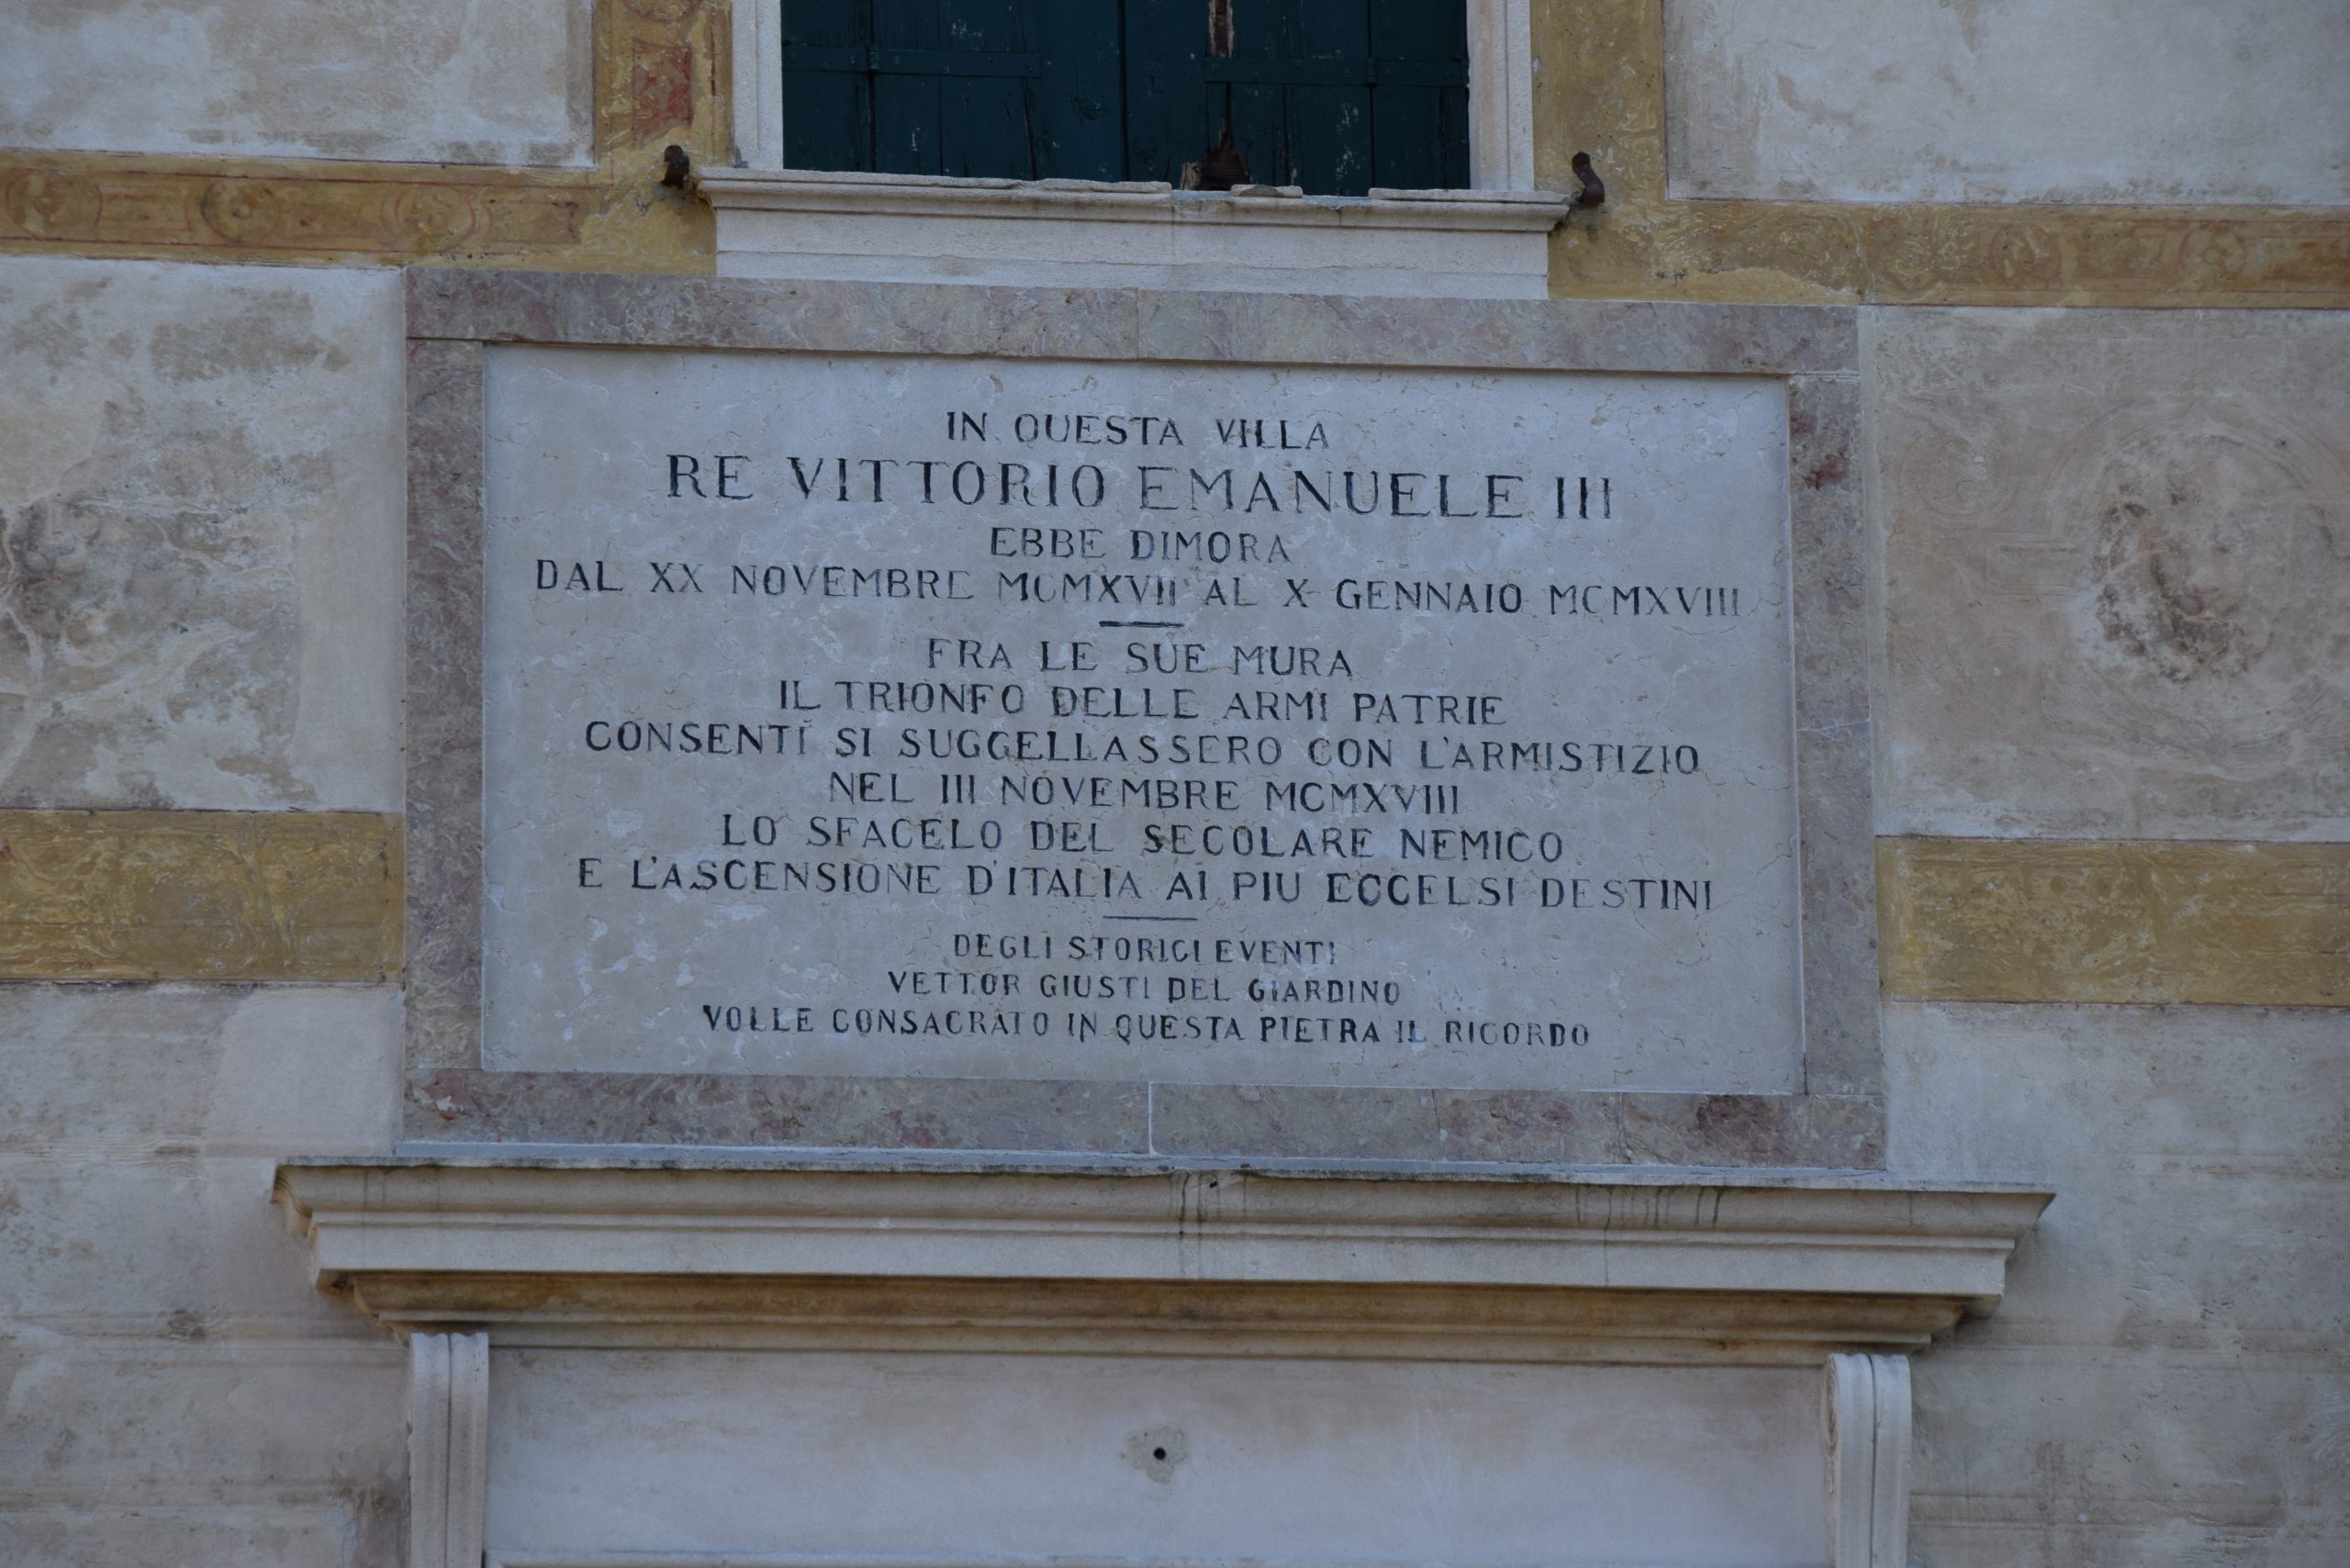 IN QUESTA VILLA
RE VITTORIO EMANUELE III
EBBE DIMORA
DAL XX NOVEMBRE MCMXVII AL X GENNAIO MCMXVIII
FRA LE SUE MURA
IL TRIONFO DELLE ARMI PATRIE
CONSENTÌ SI SUGGELLASSERO CON L'ARMISTIZIO
NEL III NOVEMBRE MCMXVIII
LO SFACELO DEL SECOLARE NEMICO
E L'ASCENSIONE D'ITALIA AI PIU ECCELSI DESTINI
DEGLI STORICI EVENTI
VETTOR GIUSTI DEL GIARDINO
VOLLE CONSACRATO IN QUESTA PIETRA IL RICORDO